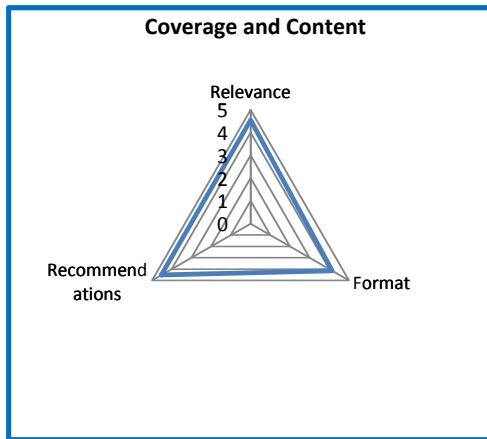 Coverage and Content
Relevance
5
4
3
2
1
0
Recommend
ations
Format